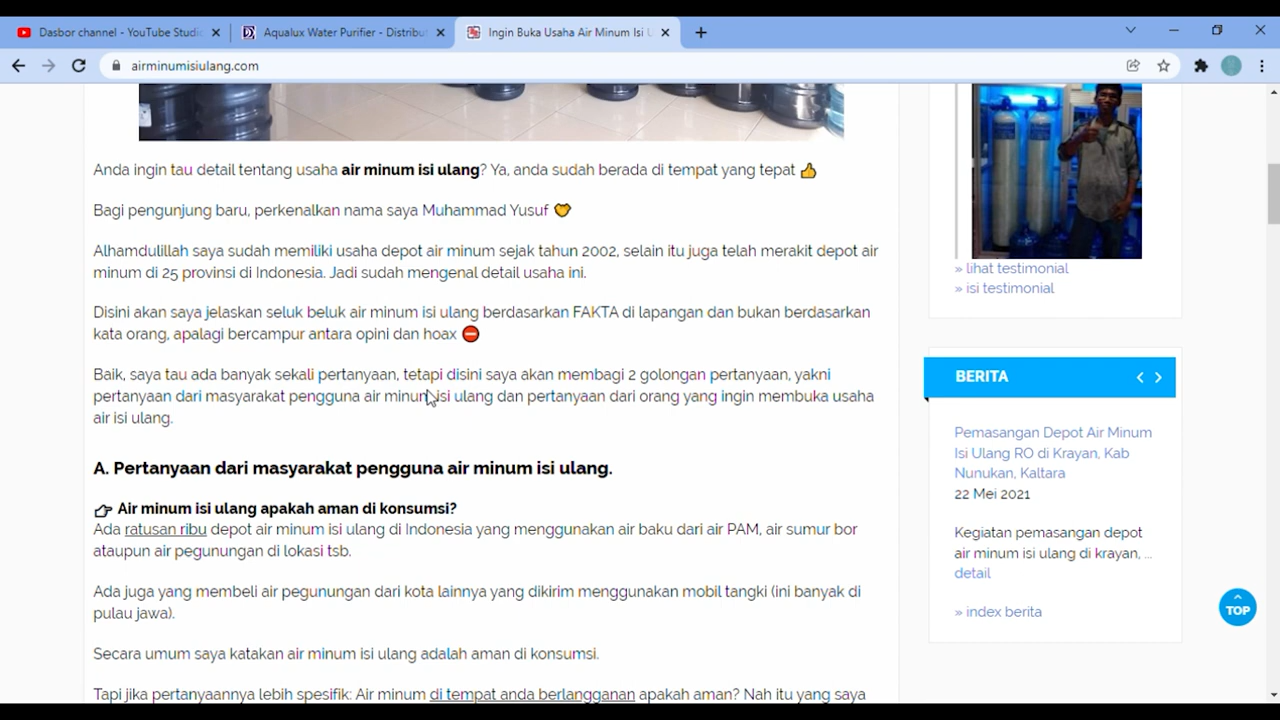 Dasbor channel - YouTube Studio
Aqualux Water Purifier - Distribut
Ingin Buka Usaha Air Minum Isi U
airminumisiulang.com
Anda ingin tau detail tentang usaha air minum isi ulang? Ya, anda sudah berada di tempat yang tepat 👍
Bagi pengunjung baru, perkenalkan nama saya Muhammad Yusuf
Alhamdulillah saya sudah memiliki usaha depot air minum sejak tahun 2002, selain itu juga telah merakit depot air
minum di 25 provinsi di Indonesia. Jadi sudah mengenal detail usaha ini.
Disini akan saya jelaskan seluk beluk air minum isi ulang berdasarkan FAKTA di lapangan dan bukan berdasarkan
kata orang, apalagi bercampur antara opini dan hoax ⛔
Baik, saya tau ada banyak sekali pertanyaan, tetapi disini saya akan membagi 2 golongan pertanyaan, yakni
pertanyaan dari masyarakat pengguna air minum isi ulang dan pertanyaan dari orang yang ingin membuka usaha
air isi ulang.
A. Pertanyaan dari masyarakat pengguna air minum isi ulang.
👉 Air minum isi ulang apakah aman di konsumsi?
Ada ratusan ribu depot air minum isi ulang di Indonesia yang menggunakan air baku dari air PAM, air sumur bor
ataupun air pegunungan di lokasi tsb.
Ada juga yang membeli air pegunungan dari kota lainnya yang dikirim menggunakan mobil tangki (ini banyak di
pulau jawa).
Secara umum saya katakan air minum isi ulang adalah aman di konsumsi.
Tapi jika pertanyaannya lebih spesifik: Air minum di tempat anda berlangganan apakah aman? Nah itu yang saya
» lihat testimonial
» isi testimonial
BERITA
Pemasangan Depot Air Minum
Isi Ulang RO di Krayan, Kab
Nunukan, Kaltara
22 Mei 2021
Kegiatan pemasangan depot
air minum isi ulang di krayan, ...
detail
» index berita
TOP